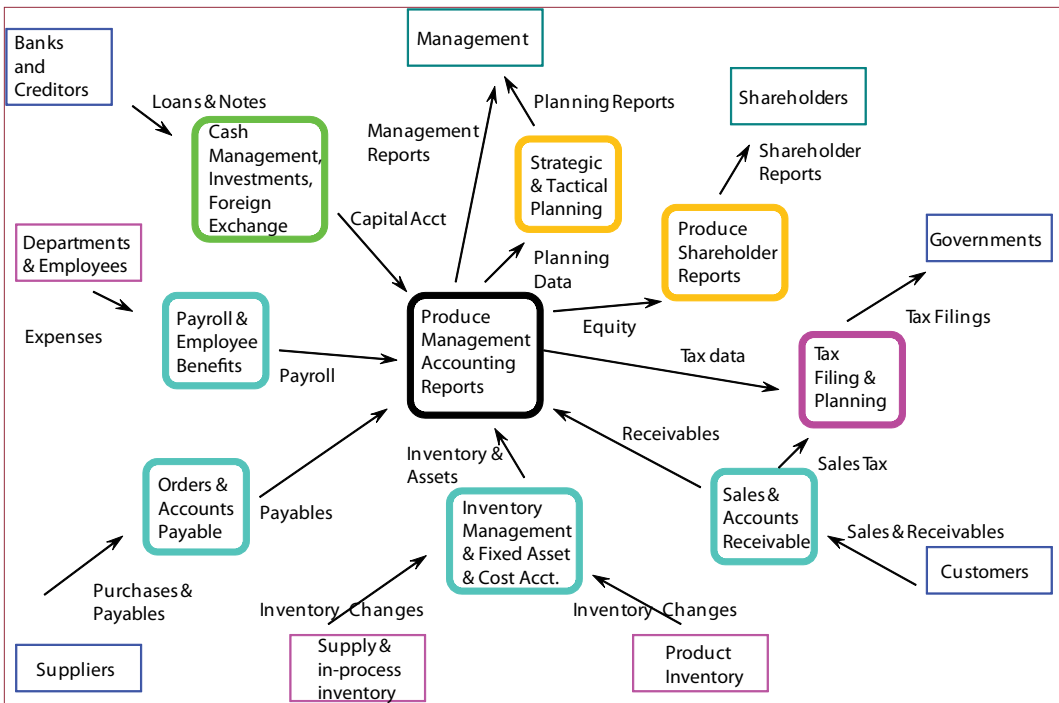 Banks
and
Creditors
Management
Shareholders
Loans & Notes
Planning Reports
Management
Reports
Cash
Management,
Investments,
Foreign
Exchange
Strategic
& Tactical
Planning
Shareholder
Reports
Capital Acct
Departments
& Employees
Planning
Data
Produce
Shareholder
Reports
Governments
Expenses
Payroll &
Employee
Benefits
Payroll
Produce
Management
Accounting
Reports
Equity
Tax data
Tax Filings
Tax
Filing &
Planning
Receivables
Inventory &
Assets
Sales Tax
Orders &
Accounts
Payable
Payables
Inventory
Management
& Fixed Asset
& Cost Acct.
Sales &
Accounts
Receivable
Sales & Receivables
Customers
Purchases &
Payables
Inventory Changes
Inventory Changes
Suppliers
Supply &
in-process
inventory
Product
Inventory